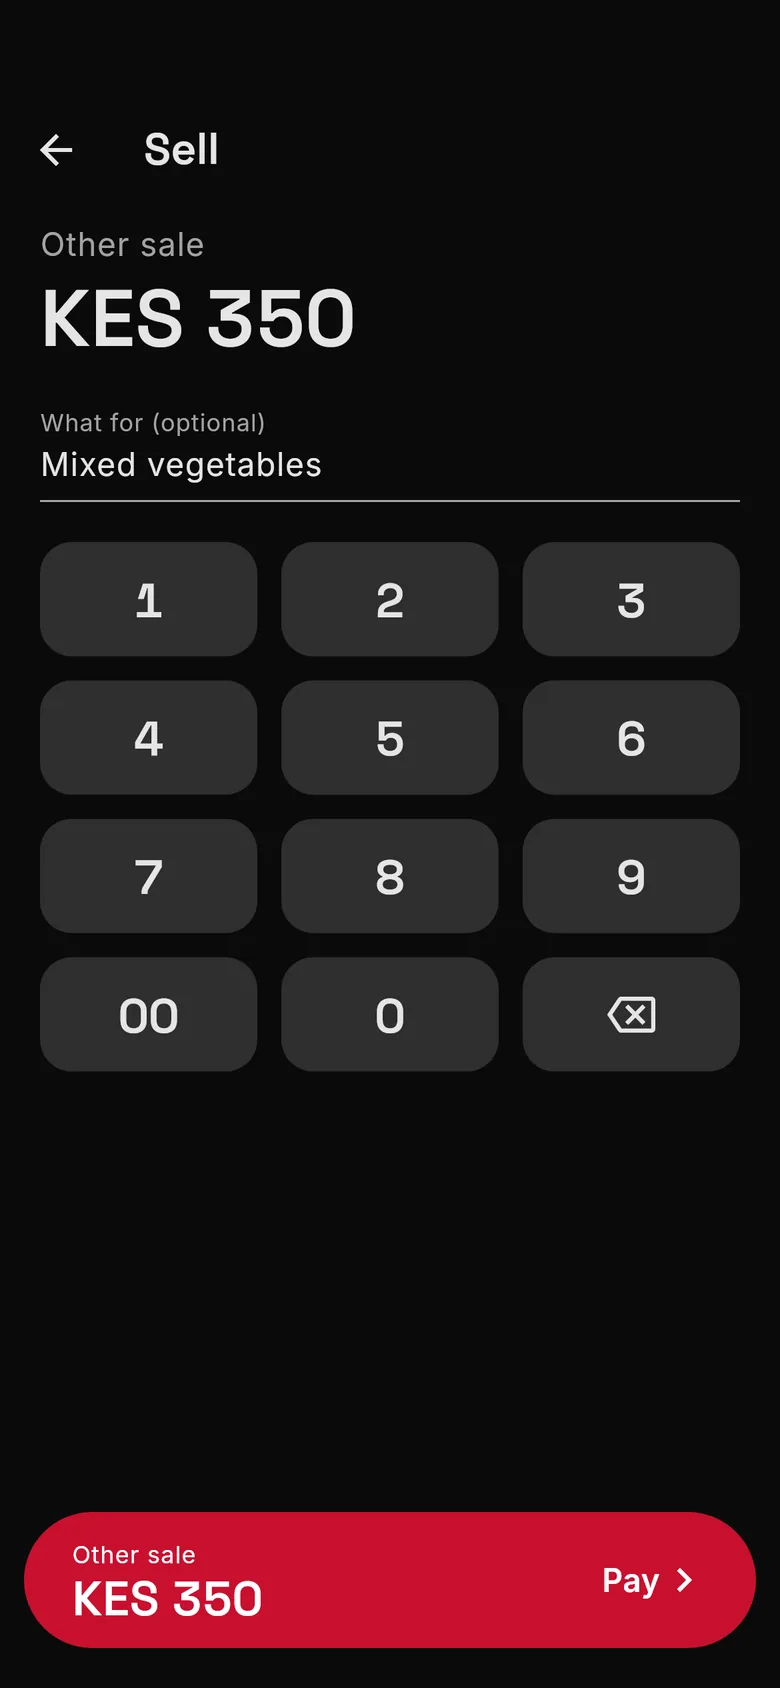 Sell
Other sale
KES 350
What for (optional)
Mixed vegetables
1 2 3
4 5 6
7 8 9
00 0
Other sale
KES 350
Pay